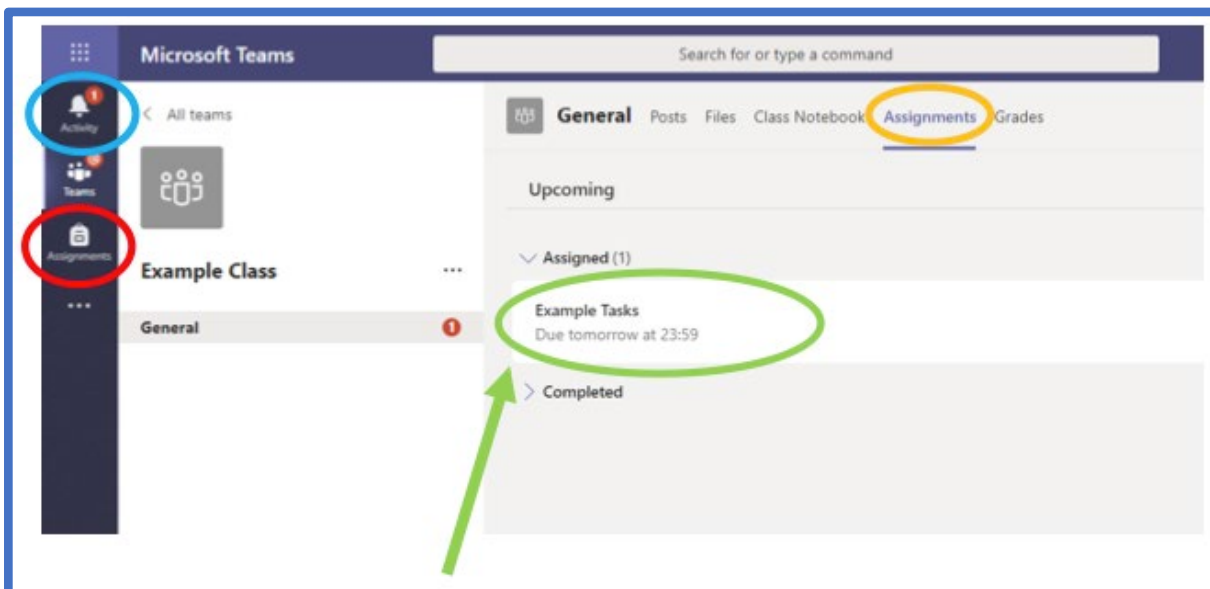 Microsoft Teams
Search for or type a command
1
Activity
Teams
Assignments
All teams
Example Class
General
1
General Posts Files Class Notebook Assignments Grades
Upcoming
Assigned (1)
Example Tasks
Due tomorrow at 23:59
Completed